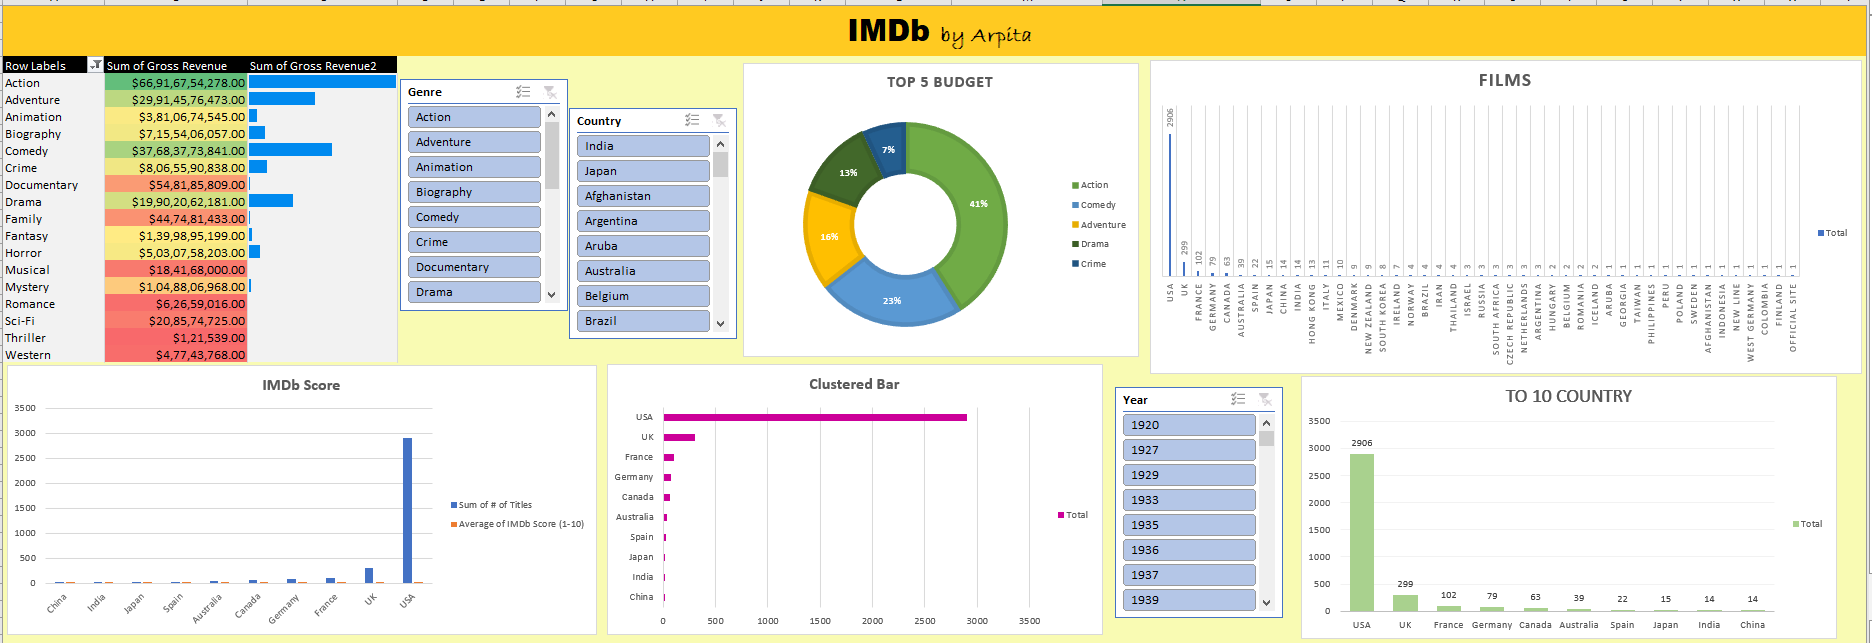 IMDb by Arpita
Row Labels Sum of Gross Revenue Sum of Gross Revenue2
Action $66,91,67,54,278.00
Adventure $29,91,45,76,473.00
Animation $3,81,06,74,545.00
Biography $7,15,54,06,057.00
Comedy $37,68,37,73,841.00
Crime $8,06,55,90,838.00
Documentary $54,81,85,809.00
Drama $19,90,20,62,181.00
Family $44,74,81,433.00
Fantasy $1,39,98,95,199.00
Horror $5,03,07,58,203.00
Musical $18,41,68,000.00
Mystery $1,04,88,06,968.00
Romance $6,26,59,016.00
Sci-Fi $20,85,74,725.00
Thriller $1,21,539.00
Western $4,77,43,768.00
Genre
Action
Adventure
Animation
Biography
Comedy
Crime
Documentary
Drama
Country
India
Japan
Afghanistan
Argentina
Aruba
Australia
Belgium
Brazil
TOP 5 BUDGET
41%
23%
16%
13%
7%
Action
Comedy
Adventure
Drama
Crime
FILMS
2906
299
102
79
63
39
22
15
14
14
13
11
10
9
9
8
7
4
4
4
4
3
3
3
3
3
3
2
2
2
2
1
1
1
1
1
1
1
1
1
1
1
1
1
1
USA
UK
FRANCE
GERMANY
CANADA
AUSTRALIA
SPAIN
JAPAN
CHINA
INDIA
HONG KONG
ITALY
MEXICO
DENMARK
NEW ZEALAND
SOUTH KOREA
IRELAND
NORWAY
BRAZIL
IRAN
THAILAND
ISRAEL
RUSSIA
SOUTH AFRICA
CZECH REPUBLIC
NETHERLANDS
ARGENTINA
HUNGARY
BELGIUM
ROMANIA
ICELAND
ARUBA
GEORGIA
TAIWAN
PHILIPPINES
PERU
POLAND
SWEDEN
AFGHANISTAN
INDONESIA
NEW LINE
WEST GERMANY
COLOMBIA
FINLAND
OFFICIAL SITE
Total
IMDb Score
3500
3000
2500
2000
1500
1000
500
0
China
India
Japan
Spain
Australia
Canada
Germany
France
UK
USA
Sum of # of Titles
Average of IMDb Score (1-10)
Clustered Bar
USA
UK
France
Germany
Canada
Australia
Spain
Japan
India
China
0 500 1000 1500 2000 2500 3000 3500
Total
Year
1920
1927
1929
1933
1935
1936
1937
1939
TO 10 COUNTRY
3500
3000
2500
2000
1500
1000
500
0
2906 299 102 79 63 39 22 15 14 14
USA UK France Germany Canada Australia Spain Japan India China
Total